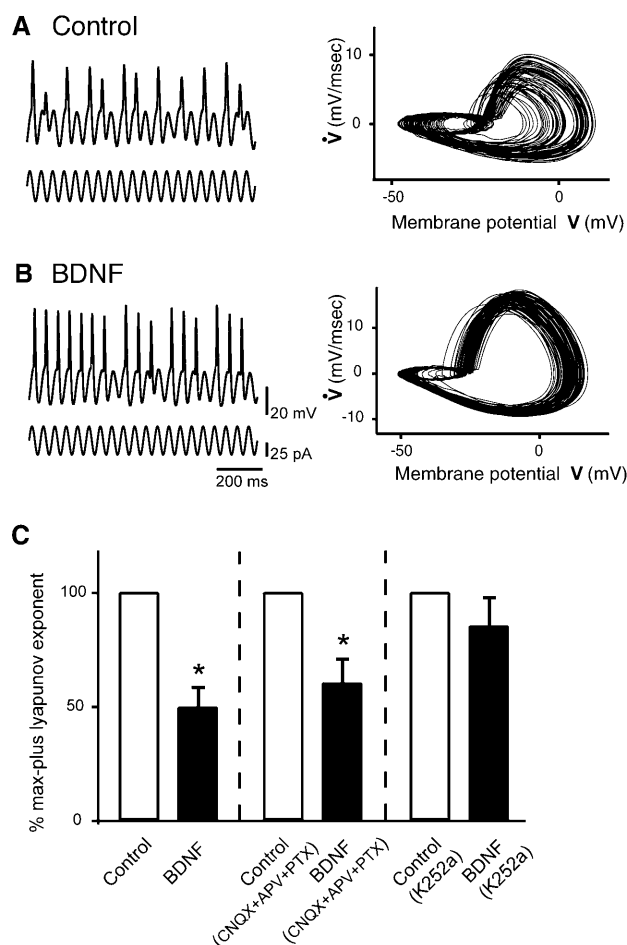 A Control
10
0
V̇ (mV/msec)
-50
0
Membrane potential V (mV)
B BDNF
20 mV
25 pA
200 ms
10
0
-10
V̇ (mV/msec)
-50
0
Membrane potential V (mV)
C
% max-plus lyapunov exponent
100
50
0
*
*
Control
BDNF
Control
(CNQX+APV+PTX)
BDNF
(CNQX+APV+PTX)
Control
(K252a)
BDNF
(K252a)